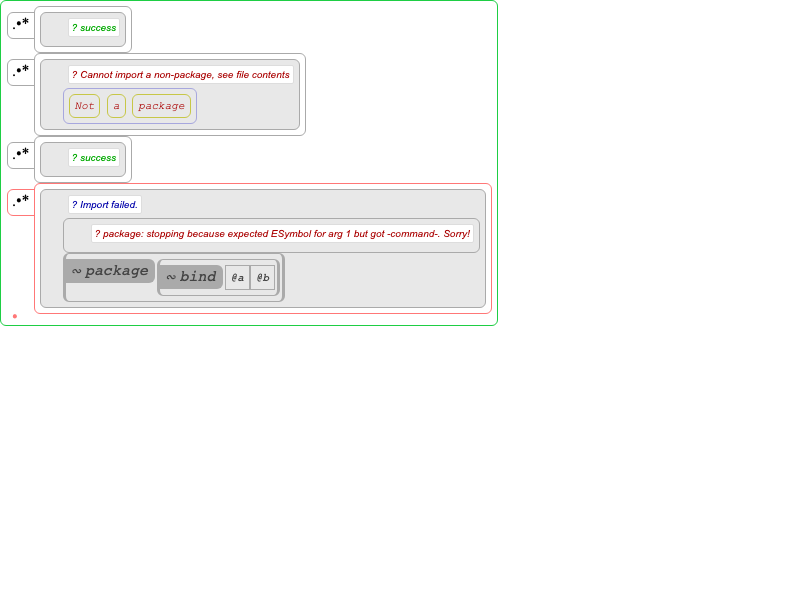 .•* ? success
.•* ? Cannot import a non-package, see file contents
Not a package
.•* ? success
.•* ? Import failed.
? package: stopping because expected ESymbol for arg 1 but got -command-. Sorry!
~ package ~ bind @a @b